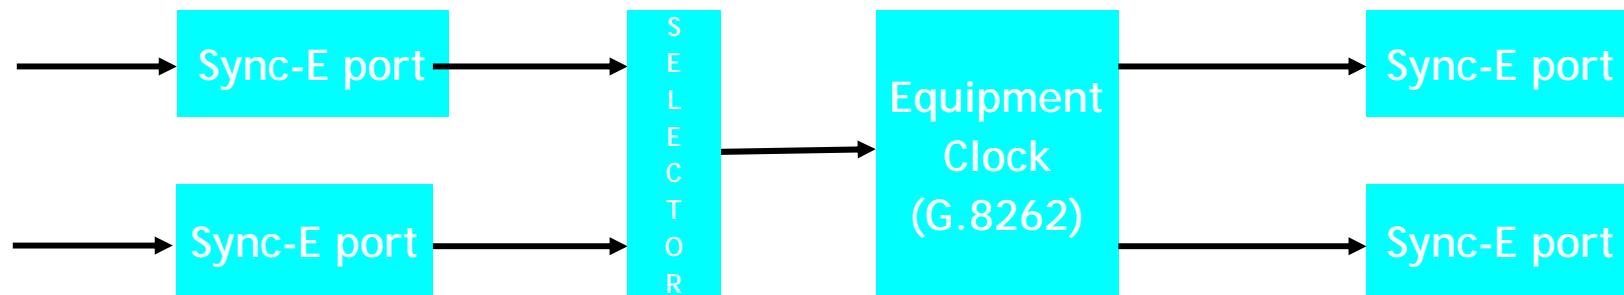 Sync-E port
Sync-E port
S
E
L
E
C
T
O
R
Equipment
Clock
(G.8262)
Sync-E port
Sync-E port